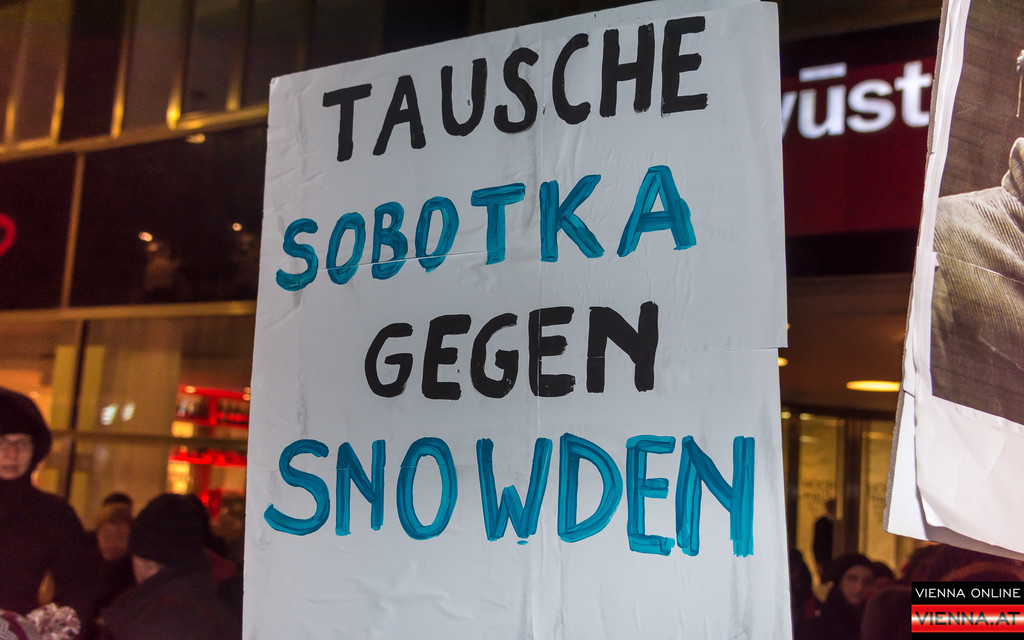 TAUSCHE
SOBOTKA
GEGEN
SNOWDEN
VIENNA ONLINE
VIENNA.AT